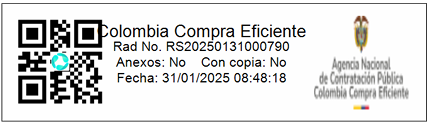 Colombia Compra Eficiente
Rad No. RS20250131000790
Anexos: No Con copia: No
Fecha: 31/01/2025 08:48:18
Agencia Nacional
de Contratación Pública
Colombia Compra Eficiente